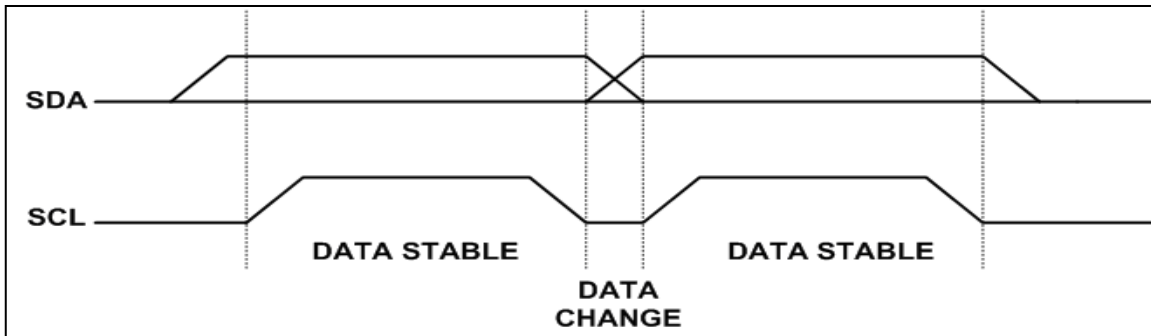 SDA
SCL
DATA STABLE
DATA STABLE
DATA
CHANGE